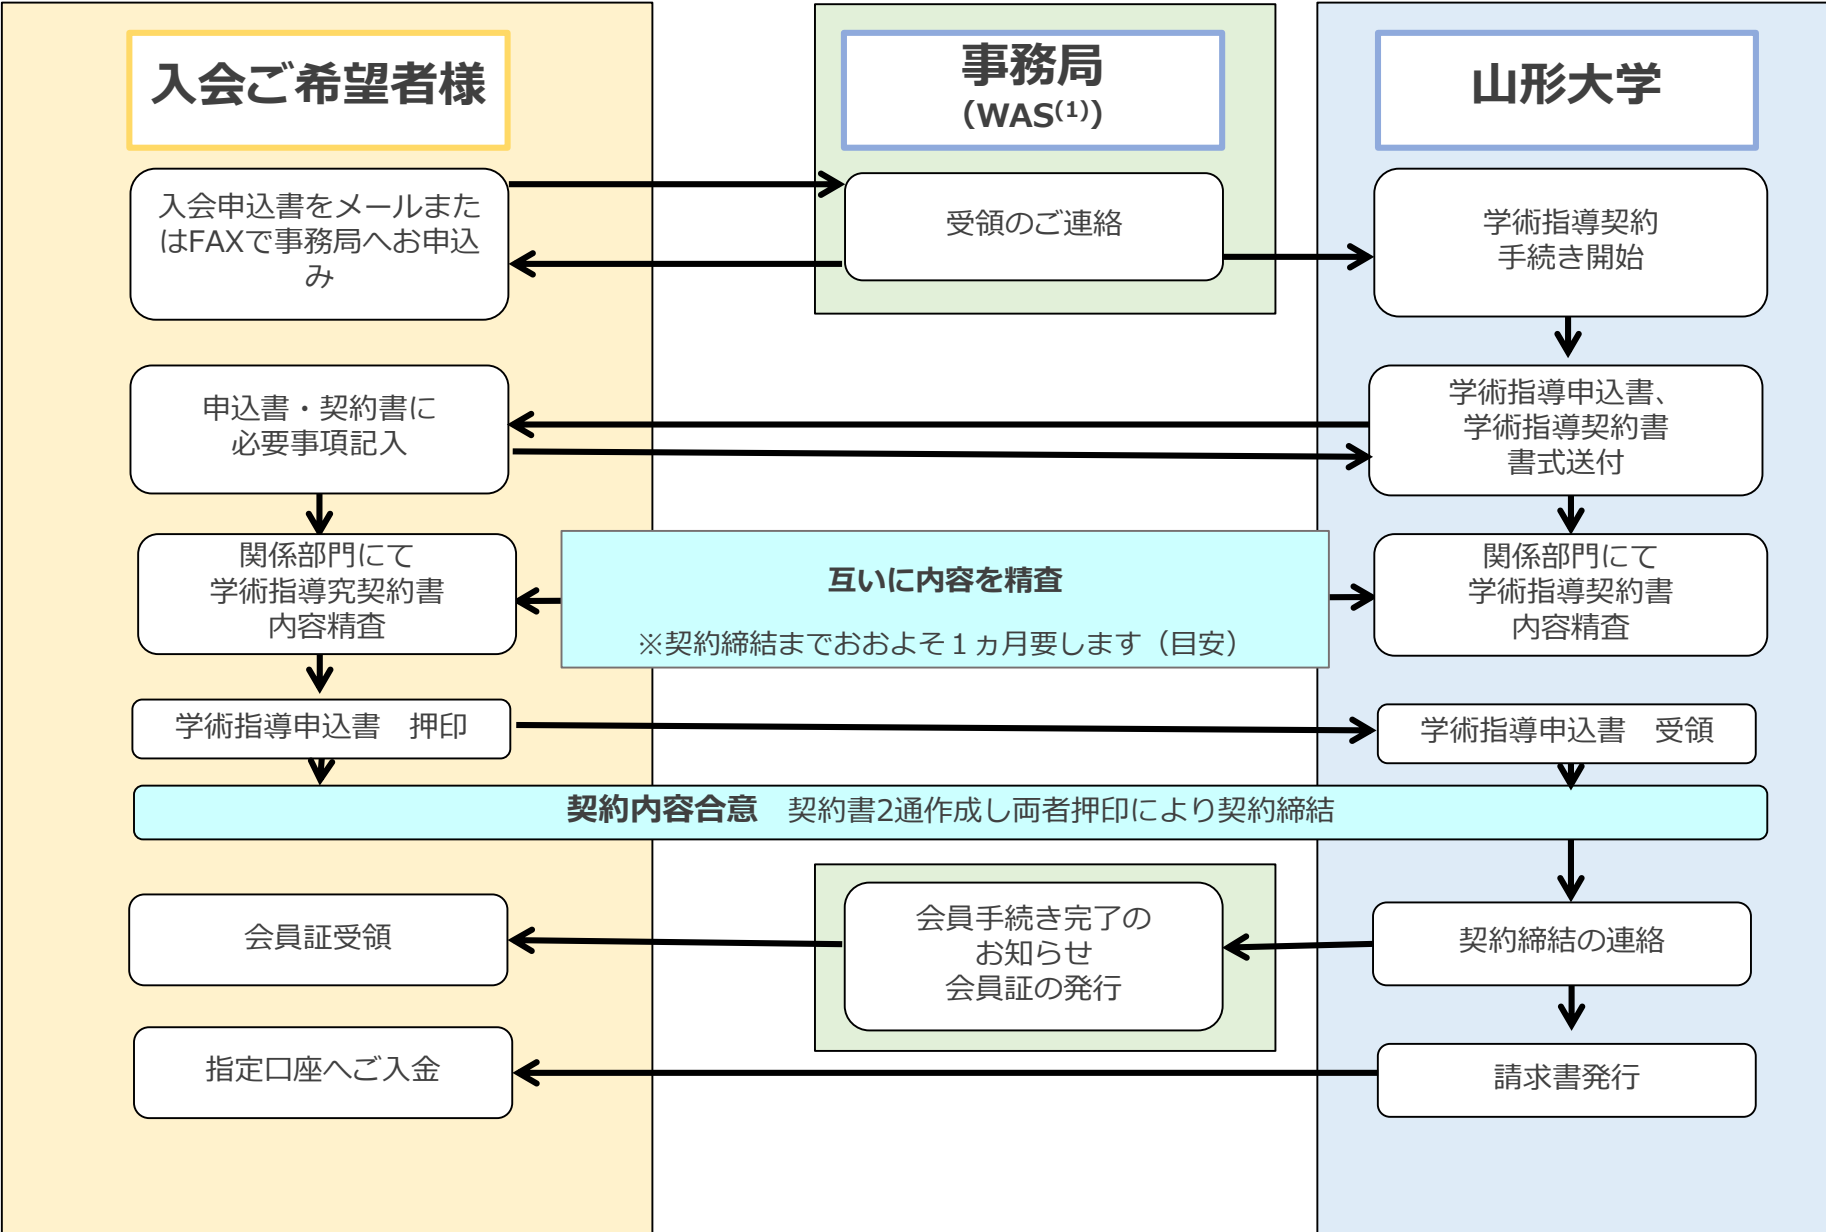 入会ご希望者様
事務局
(WAS(1))
山形大学
入会申込書をメールまた
はFAXで事務局へお申込
み
受領のご連絡
学術指導契約
手続き開始
申込書・契約書に
必要事項記入
学術指導申込書、
学術指導契約書
書式送付
関係部門にて
学術指導究契約書
内容精査
互いに内容を精査
※契約締結までおおよそ１ヵ月要します（目安）
関係部門にて
学術指導契約書
内容精査
学術指導申込書　押印
学術指導申込書　受領
契約内容合意　契約書2通作成し両者押印により契約締結
会員証受領
会員手続き完了の
お知らせ
会員証の発行
契約締結の連絡
指定口座へご入金
請求書発行